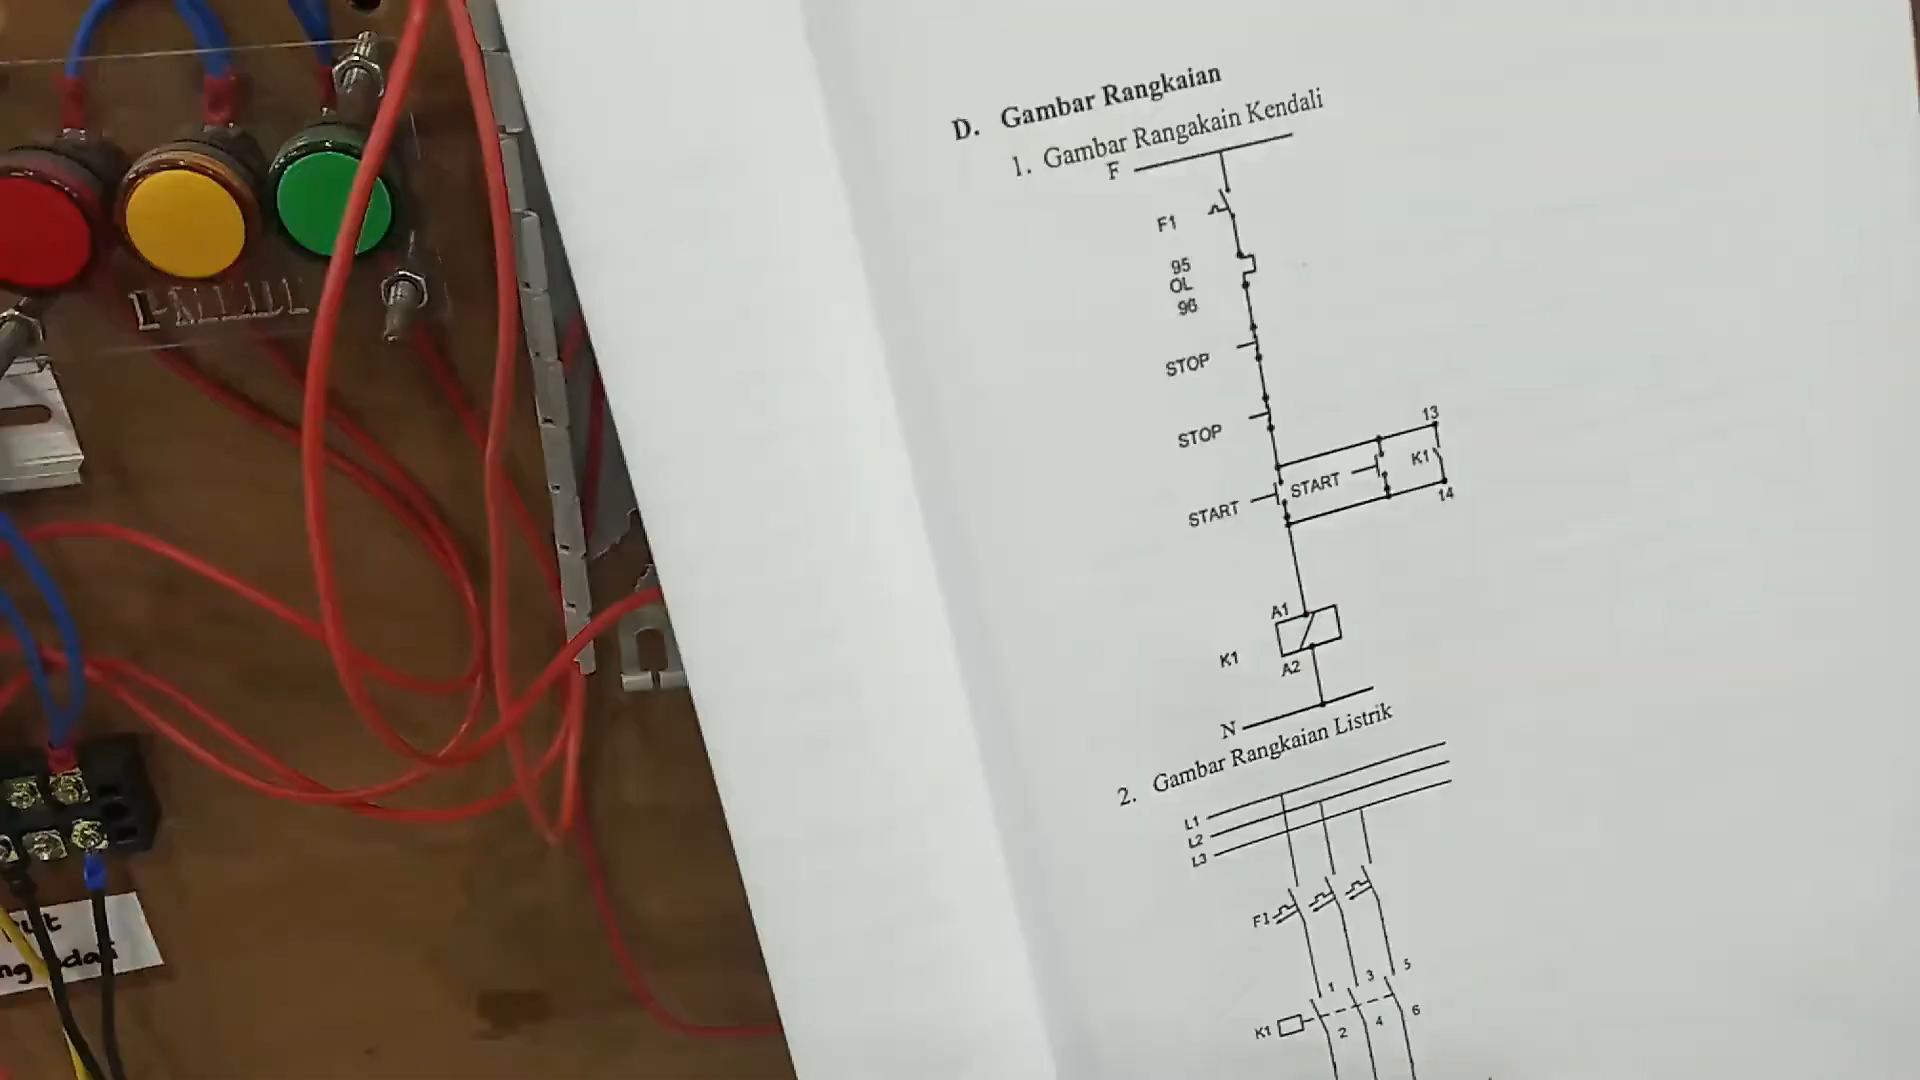 D. Gambar Rangkaian
1. Gambar Rangakain Kendali
F
F1
95
OL
96
STOP
STOP
13
K1
START
START
14
A1
K1
A2
N
2. Gambar Rangkaian Listrik
L1
L2
L3
F1
1 3 5
K1
2 4 6